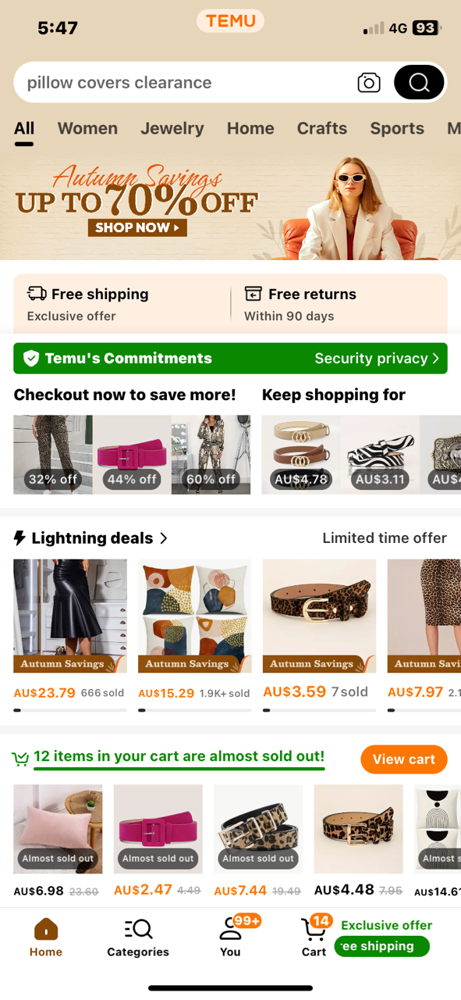 5:47
TEMU
4G
93
pillow covers clearance
All Women Jewelry Home Crafts Sports M
Autumn Savings
UP TO 70% OFF
SHOP NOW
Free shipping
Exclusive offer
Free returns
Within 90 days
Temu's Commitments
Security privacy >
Checkout now to save more!
Keep shopping for
32% off
44% off
60% off
AU$4.78
AU$3.11
AU$4
Lightning deals >
Limited time offer
Autumn Savings
Autumn Savings
Autumn Savings
Autumn Savi
AU$23.79 666 sold
AU$15.29 1.9K+ sold
AU$3.59 7 sold
AU$7.97 2.1
12 items in your cart are almost sold out!
View cart
Almost sold out
Almost sold out
Almost sold out
Almost s
AU$6.98 23.60
AU$2.47 4.49
AU$7.44 19.49
AU$4.48 7.95
AU$14.61
99+
14
Exclusive offer
ee shipping
Home
Categories
You
Cart